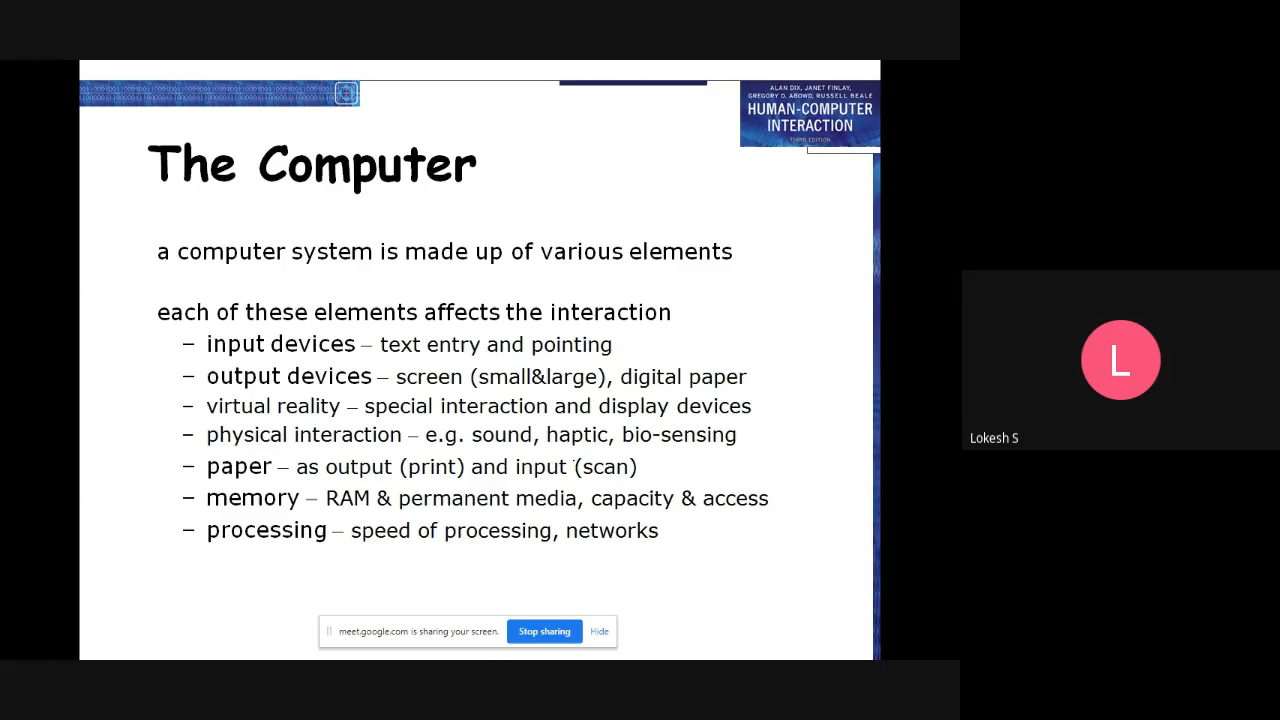 ALAN DIX, JANET FINLAY,
GREGORY D. ABOWD, RUSSELL BEALE
HUMAN-COMPUTER
INTERACTION
THIRD EDITION
The Computer
a computer system is made up of various elements
each of these elements affects the interaction
– input devices – text entry and pointing
– output devices – screen (small&large), digital paper
– virtual reality – special interaction and display devices
– physical interaction – e.g. sound, haptic, bio-sensing
– paper – as output (print) and input (scan)
– memory – RAM & permanent media, capacity & access
– processing – speed of processing, networks
meet.google.com is sharing your screen. Stop sharing Hide
L
Lokesh S